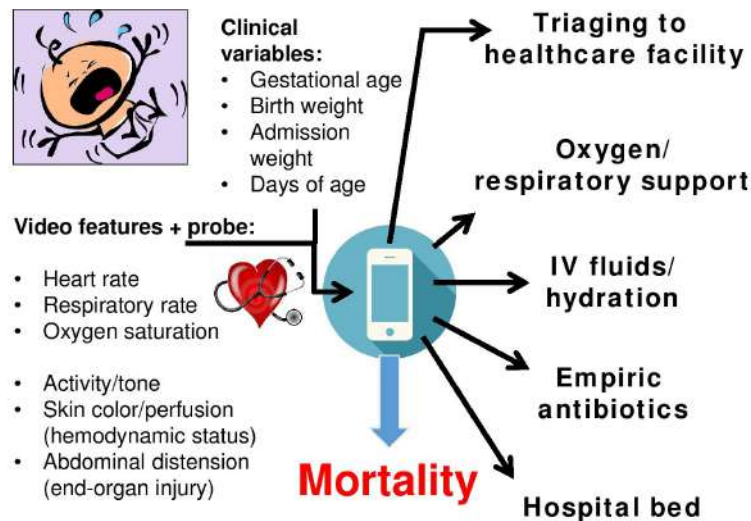 Clinical
variables:
• Gestational age
• Birth weight
• Admission
weight
• Days of age
Video features + probe:
• Heart rate
• Respiratory rate
• Oxygen saturation
• Activity/tone
• Skin color/perfusion
(hemodynamic status)
• Abdominal distension
(end-organ injury)
Mortality
Triaging to
healthcare facility
Oxygen/
respiratory support
IV fluids/
hydration
Empiric
antibiotics
Hospital bed